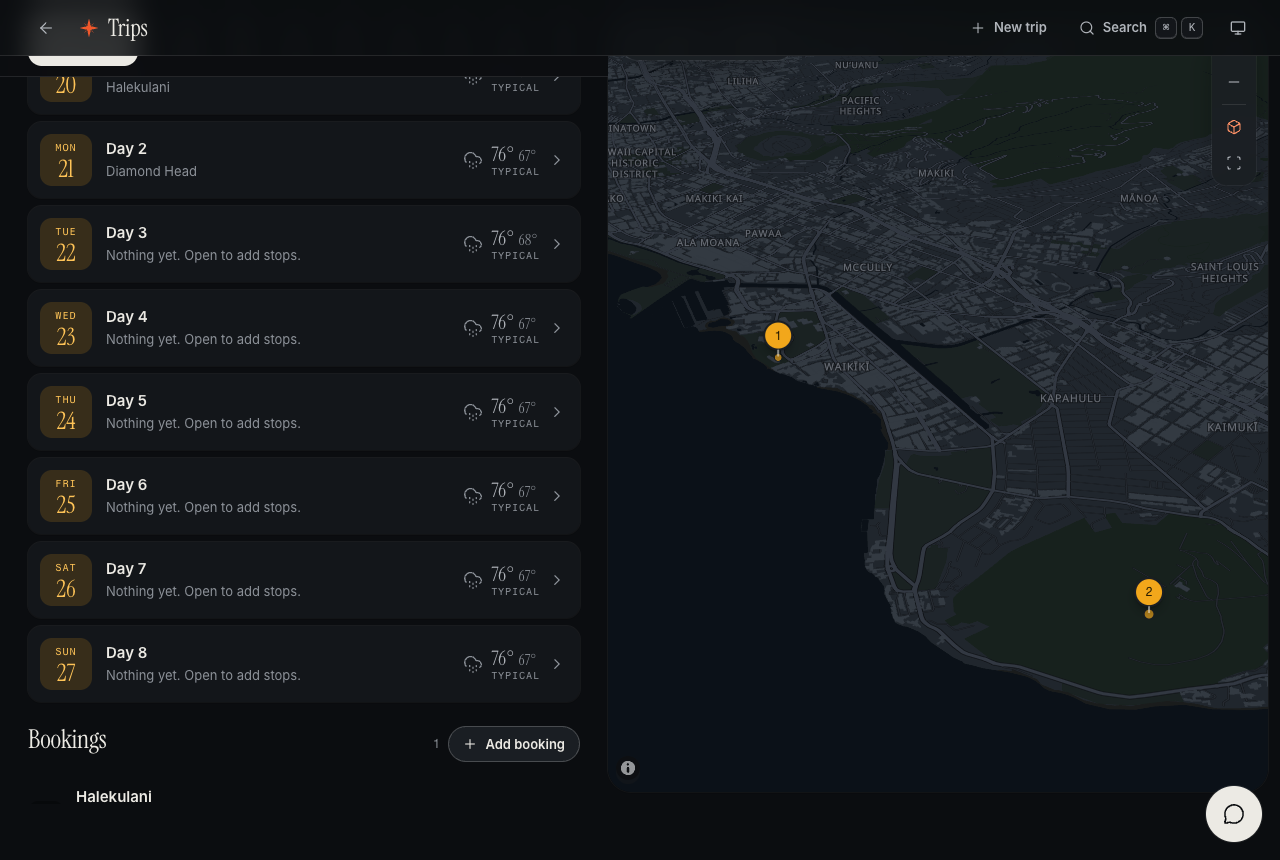 Trips
New trip
Search ⌘ K
20
Halekulani
TYPICAL
MON
21
Day 2
Diamond Head
76° 67°
TYPICAL
TUE
22
Day 3
Nothing yet. Open to add stops.
76° 68°
TYPICAL
WED
23
Day 4
Nothing yet. Open to add stops.
76° 67°
TYPICAL
THU
24
Day 5
Nothing yet. Open to add stops.
76° 67°
TYPICAL
FRI
25
Day 6
Nothing yet. Open to add stops.
76° 67°
TYPICAL
SAT
26
Day 7
Nothing yet. Open to add stops.
76° 67°
TYPICAL
SUN
27
Day 8
Nothing yet. Open to add stops.
76° 67°
TYPICAL
Bookings
1
Add booking
Halekulani
NU'UANU
LILIHA
PACIFIC
HEIGHTS
INATOWN
WAII CAPITAL
HISTORIC
DISTRICT
MAKIKI
KO
MAKIKI KAI
MĀNOA
PAWAA
ALA MOANA
MCCULLY
SAINT LOUIS
HEIGHTS
1
WAIKĪKĪ
KAPAHULU
KAIMUKĪ
2